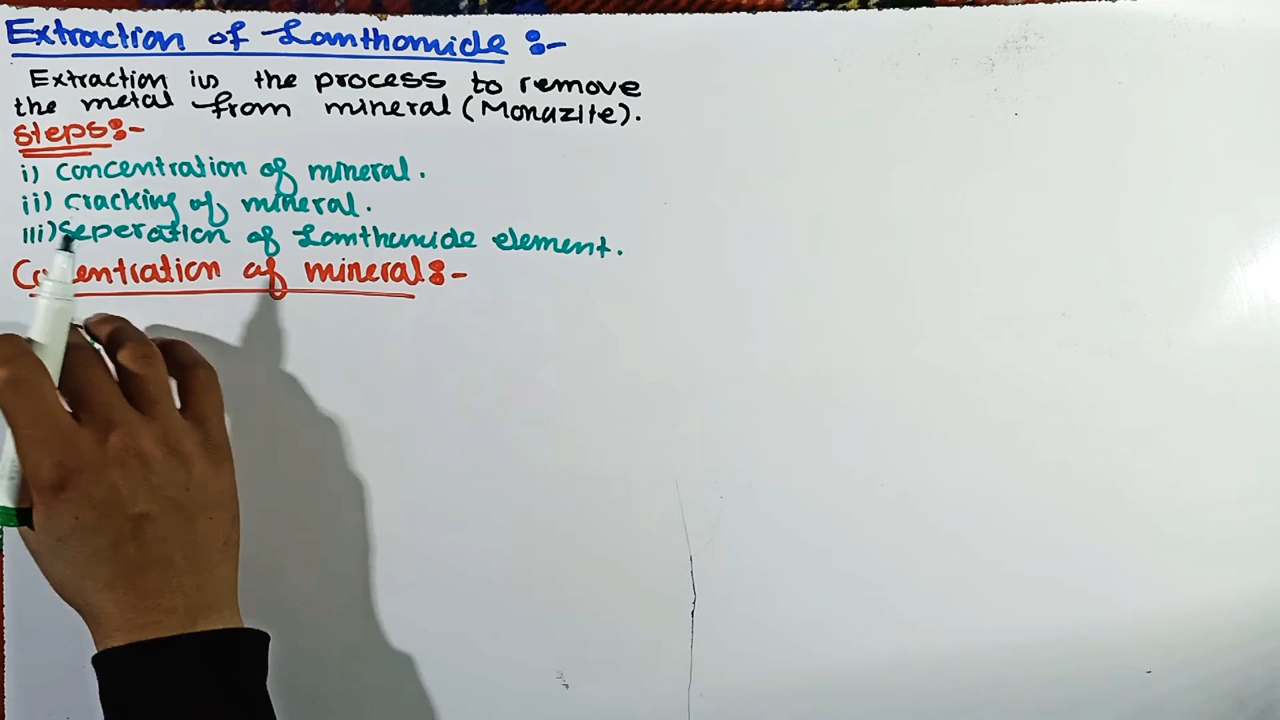 Extraction of Lanthanide :-
Extraction is the process to remove
the metal from mineral (Monazite).
Steps:-
i) Concentration of mineral.
ii) cracking of mineral.
iii) Seperation of Lanthanide element.
Concentration of mineral:-